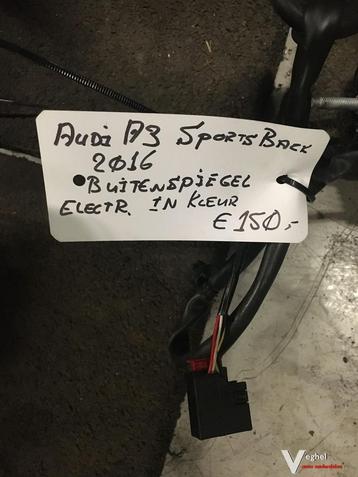 AUDI A3 SPORTSBACK
2016
•BUITENSPIEGEL
ELECTR. IN KLEUR
€150,-
Veghel